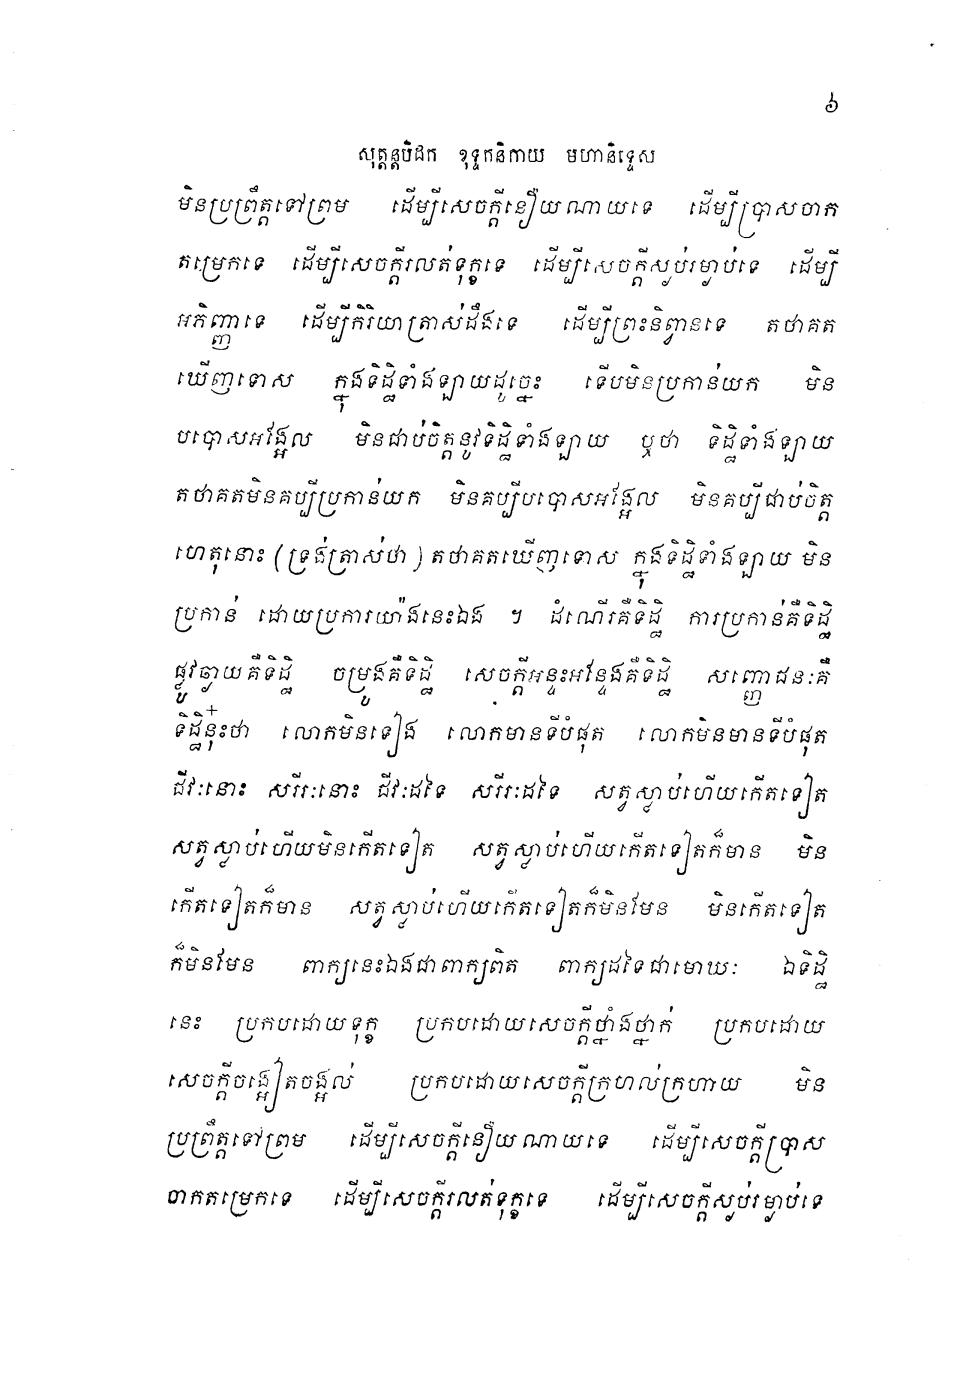 ៦
សុត្តន្តបិដក ខុទ្ទកនិកាយ មហានិទ្ទេស
មិនប្រព្រឹត្តទៅព្រម ដើម្បីសេចក្តីនឿយណាយទេ ដើម្បីប្រាសចាក
តម្រេកទេ ដើម្បីសេចក្តីរលត់ទុក្ខទេ ដើម្បីសេចក្តីស្ងប់រម្ងាប់ទេ ដើម្បី
អភិញ្ញាទេ ដើម្បីកិរិយាត្រាស់ដឹងទេ ដើម្បីព្រះនិព្វានទេ តថាគត
ឃើញទោស ក្នុងទិដ្ឋិទាំងឡាយដូច្នេះ ទើបមិនប្រកាន់យក មិន
បបោសអង្អែល មិនជាប់ចិត្តនូវទិដ្ឋិទាំងឡាយ ឬថា ទិដ្ឋិទាំងឡាយ
តថាគតមិនគប្បីប្រកាន់យក មិនគប្បីបបោសអង្អែល មិនគប្បីជាប់ចិត្ត
ហេតុនោះ (ទ្រង់ត្រាស់ថា) តថាគតឃើញទោស ក្នុងទិដ្ឋិទាំងឡាយ មិន
ប្រកាន់ ដោយប្រការយ៉ាងនេះឯង ។ ដំណើរគឺទិដ្ឋិ ការប្រកាន់គឺទិដ្ឋិ
ផ្លូវឆ្ងាយគឺទិដ្ឋិ ចម្រូងគឺទិដ្ឋិ សេចក្តីអន្ទះអន្ទែងគឺទិដ្ឋិ សញ្ញោជនៈគឺ
ទិដ្ឋិនុ៎ះថា លោកមិនទៀង លោកមានទីបំផុត លោកមិនមានទីបំផុត
ជីវៈនោះ សរីរៈនោះ ជីវៈដទៃ សរីរៈដទៃ សត្វស្លាប់ហើយកើតទៀត
សត្វស្លាប់ហើយមិនកើតទៀត សត្វស្លាប់ហើយកើតទៀតក៏មាន មិន
កើតទៀតក៏មាន សត្វស្លាប់ហើយកើតទៀតក៏មិនមែន មិនកើតទៀត
ក៏មិនមែន ពាក្យនេះឯងជាពាក្យពិត ពាក្យដទៃជាមោឃៈ ឯទិដ្ឋិ
នេះ ប្រកបដោយទុក្ខ ប្រកបដោយសេចក្តីថ្នាំងថ្នាក់ ប្រកបដោយ
សេចក្តីចង្អៀតចង្អល់ ប្រកបដោយសេចក្តីក្រហល់ក្រហាយ មិន
ប្រព្រឹត្តទៅព្រម ដើម្បីសេចក្តីនឿយណាយទេ ដើម្បីសេចក្តីប្រាស
ចាកតម្រេកទេ ដើម្បីសេចក្តីរលត់ទុក្ខទេ ដើម្បីសេចក្តីស្ងប់រម្ងាប់ទេ